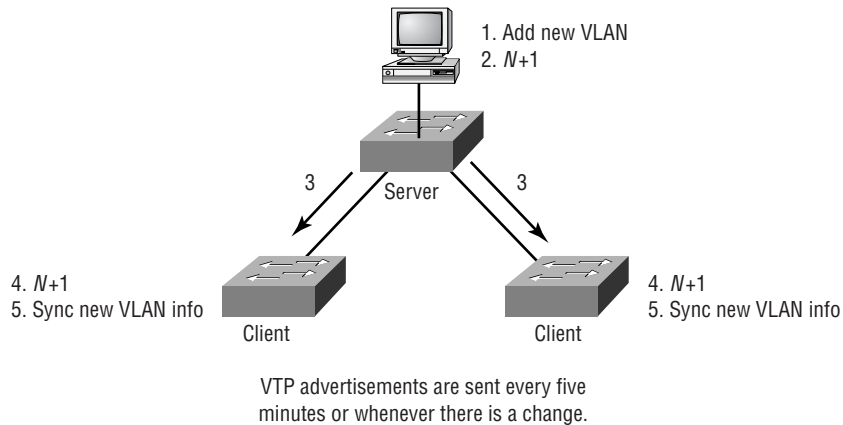 1. Add new VLAN
2. N+1
3
3
Server
4. N+1
5. Sync new VLAN info
Client
Client
4. N+1
5. Sync new VLAN info
VTP advertisements are sent every five
minutes or whenever there is a change.